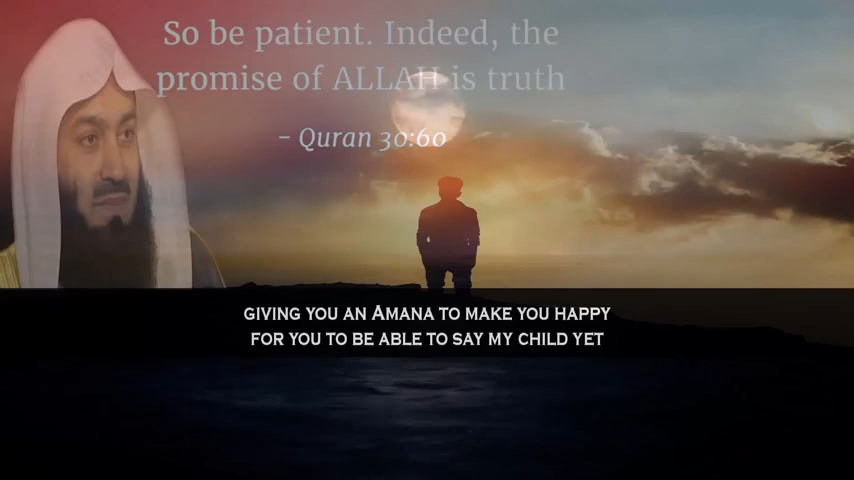 So be patient. Indeed, the
promise of ALLAH is truth
- Quran 30:60
GIVING YOU AN AMANA TO MAKE YOU HAPPY
FOR YOU TO BE ABLE TO SAY MY CHILD YET